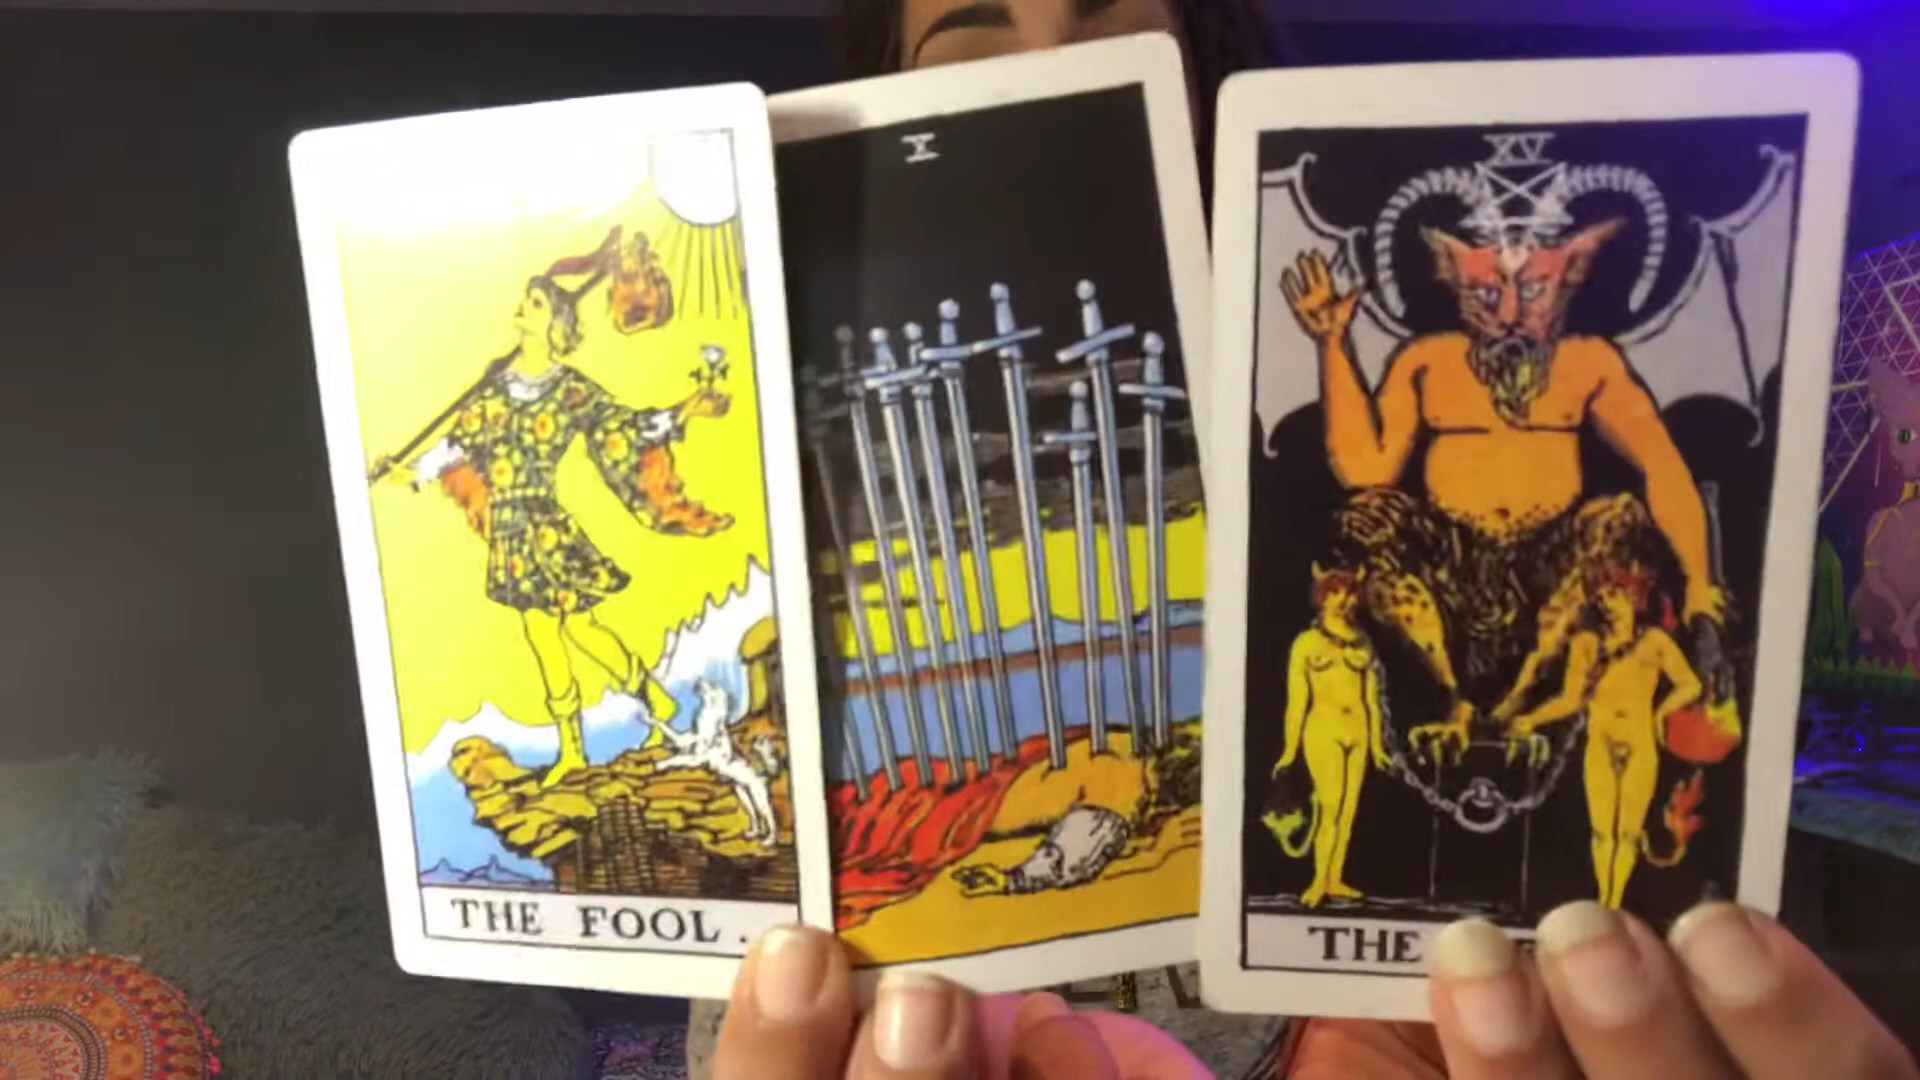 THE FOOL.
X
XV
THE